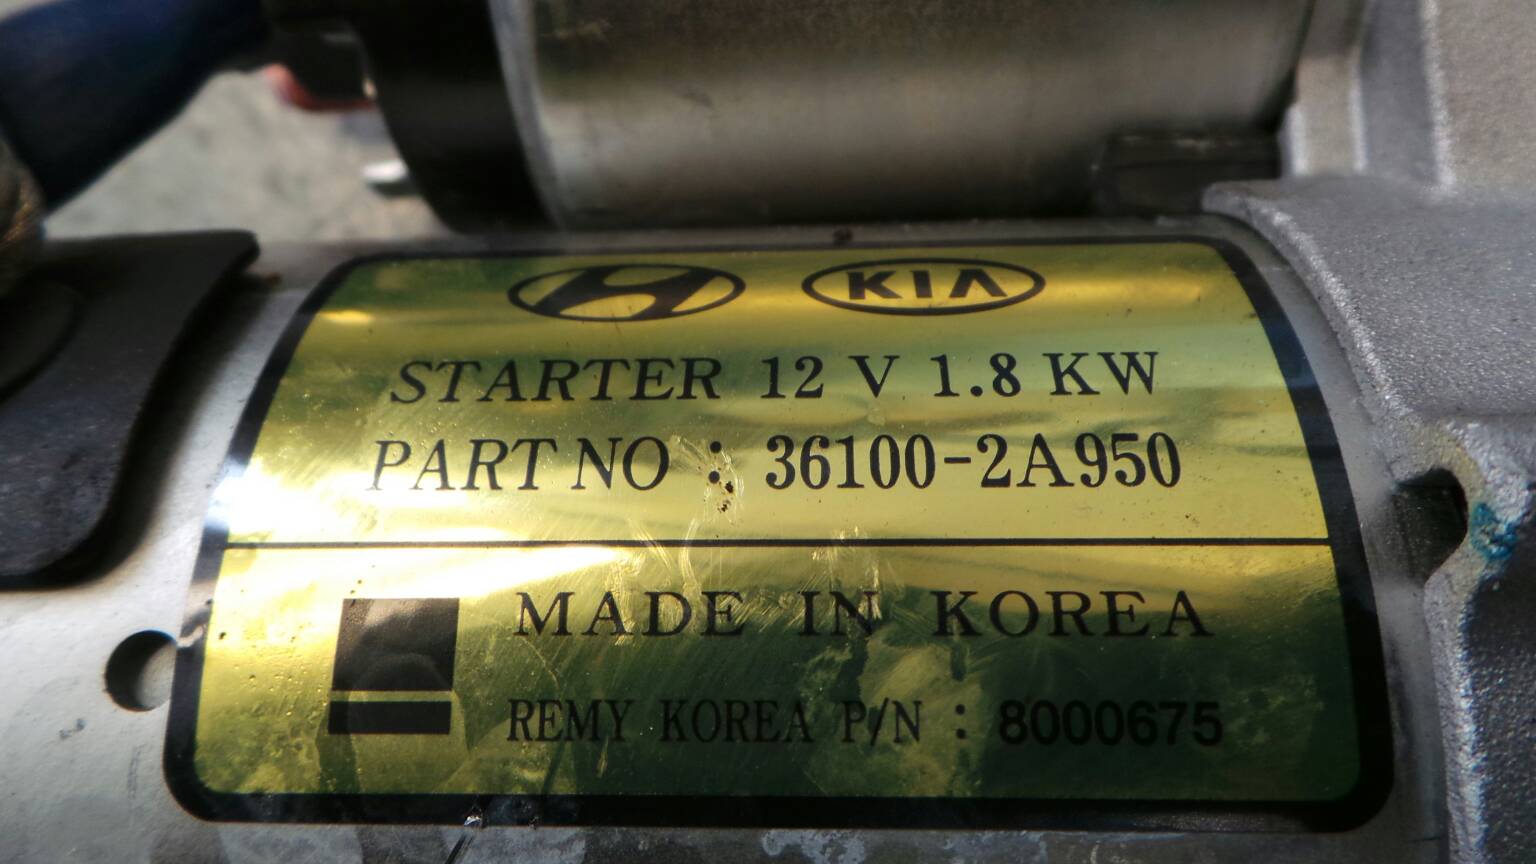 KIA
STARTER 12 V 1.8 KW
PART NO : 36100-2A950
MADE IN KOREA
REMY KOREA P/N : 8000675